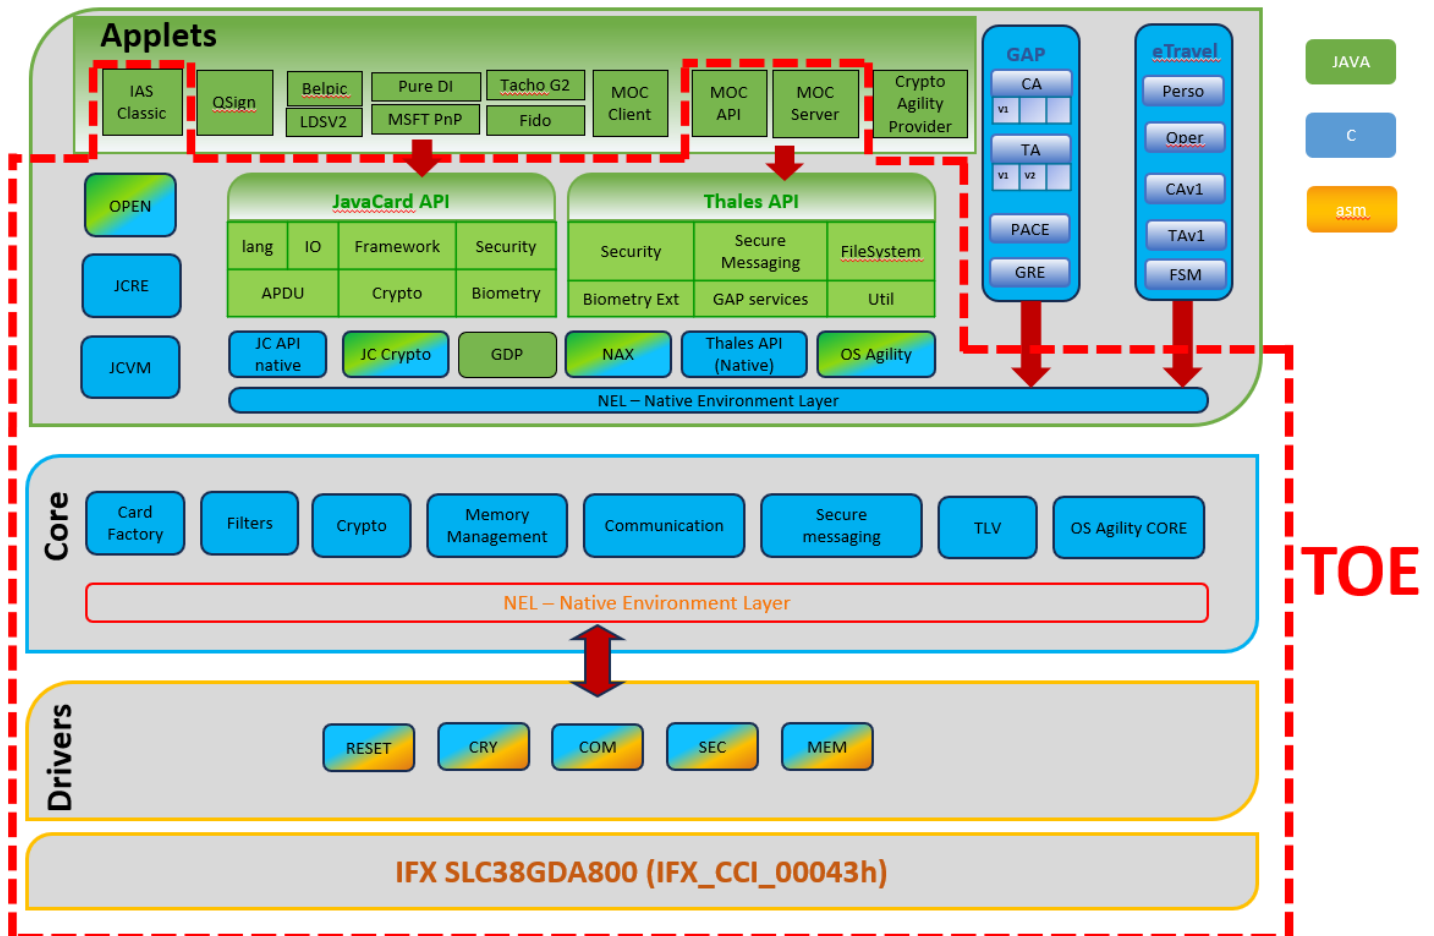 Applets
IAS
Classic
QSign
Belpic
LDSV2
Pure DI
MSFT PnP
Tacho G2
Fido
MOC
Client
MOC
API
MOC
Server
Crypto
Agility
Provider
GAP
CA
V1
TA
V1 V2
PACE
GRE
eTravel
Perso
Oper
CAv1
TAv1
FSM
JAVA
C
asm
OPEN
JCRE
JCVM
JavaCard API
lang IO Framework Security
APDU Crypto Biometry
Thales API
Security
Secure
Messaging
FileSystem
Biometry Ext GAP services Util
JC API
native
JC Crypto
GDP
NAX
Thales API
(Native)
OS Agility
NEL – Native Environment Layer
Core
Card
Factory
Filters
Crypto
Memory
Management
Communication
Secure
messaging
TLV
OS Agility CORE
NEL – Native Environment Layer
TOE
Drivers
RESET
CRY
COM
SEC
MEM
IFX SLC38GDA800 (IFX_CCI_00043h)